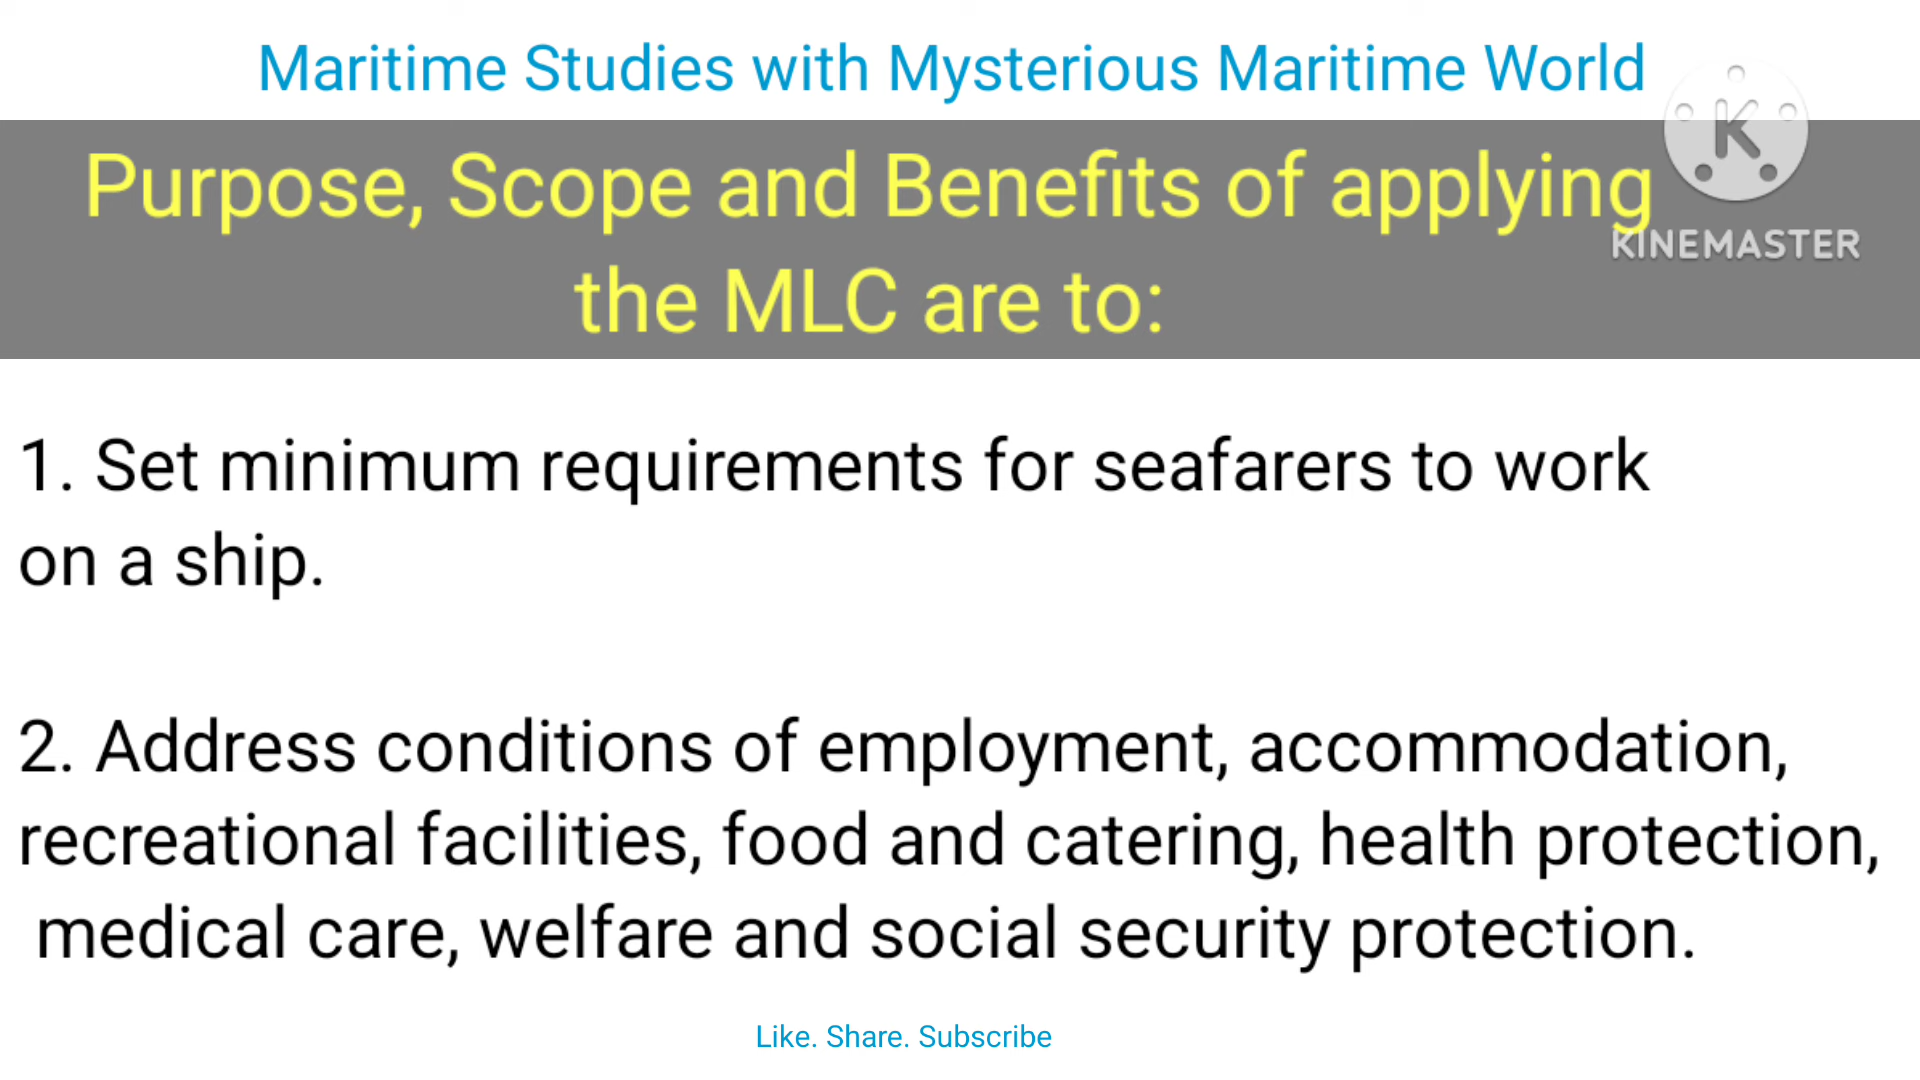 Maritime Studies with Mysterious Maritime World
K
Purpose, Scope and Benefits of applying
KINEMASTER
the MLC are to:
1. Set minimum requirements for seafarers to work
on a ship.
2. Address conditions of employment, accommodation,
recreational facilities, food and catering, health protection,
medical care, welfare and social security protection.
Like. Share. Subscribe